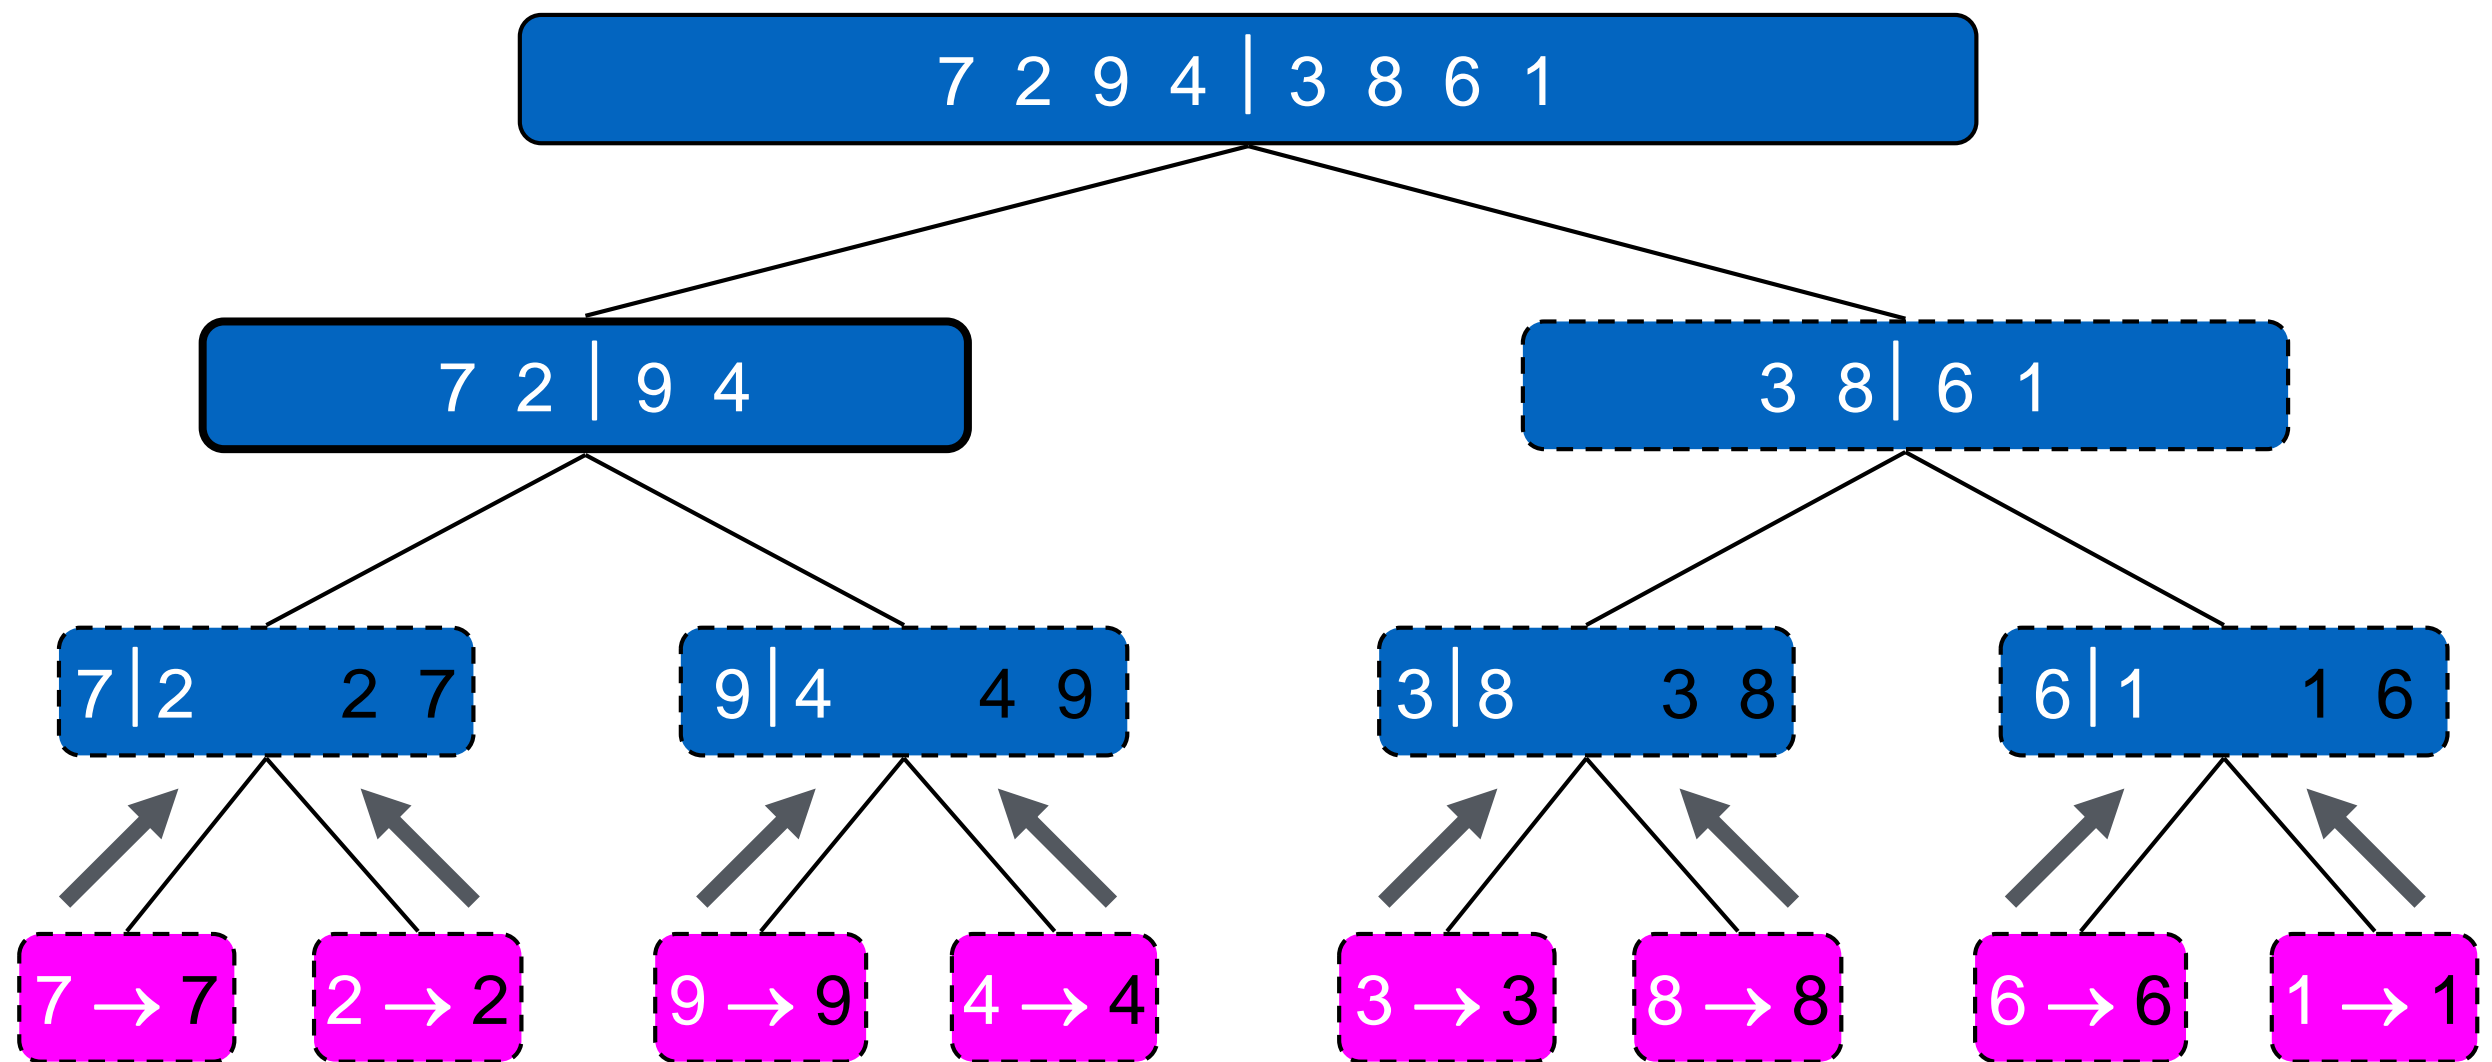 7 2 9 4 | 3 8 6 1
7 2 | 9 4
3 8 | 6 1
7 | 2 2 7
9 | 4 4 9
3 | 8 3 8
6 | 1 1 6
7 → 7
2 → 2
9 → 9
4 → 4
3 → 3
8 → 8
6 → 6
1 → 1